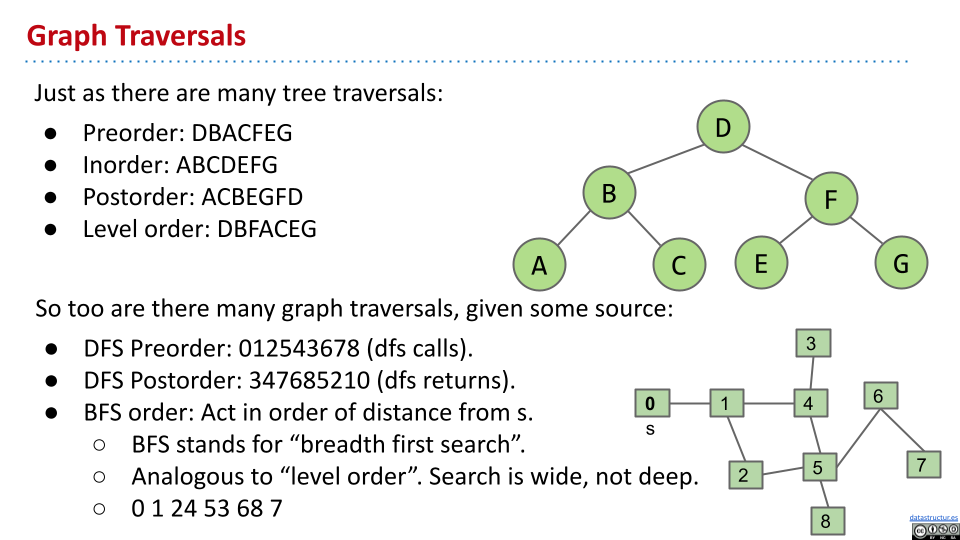 Graph Traversals
Just as there are many tree traversals:
● Preorder: DBACFEG
● Inorder: ABCDEFG
● Postorder: ACBEGFD
● Level order: DBFACEG
D
B
F
A
C
E
G
So too are there many graph traversals, given some source:
● DFS Preorder: 012543678 (dfs calls).
● DFS Postorder: 347685210 (dfs returns).
● BFS order: Act in order of distance from s.
○ BFS stands for “breadth first search”.
○ Analogous to “level order”. Search is wide, not deep.
○ 0 1 24 53 68 7
3
0
1
4
6
s
2
5
7
8
datastructur.es
cc
BY NC SA